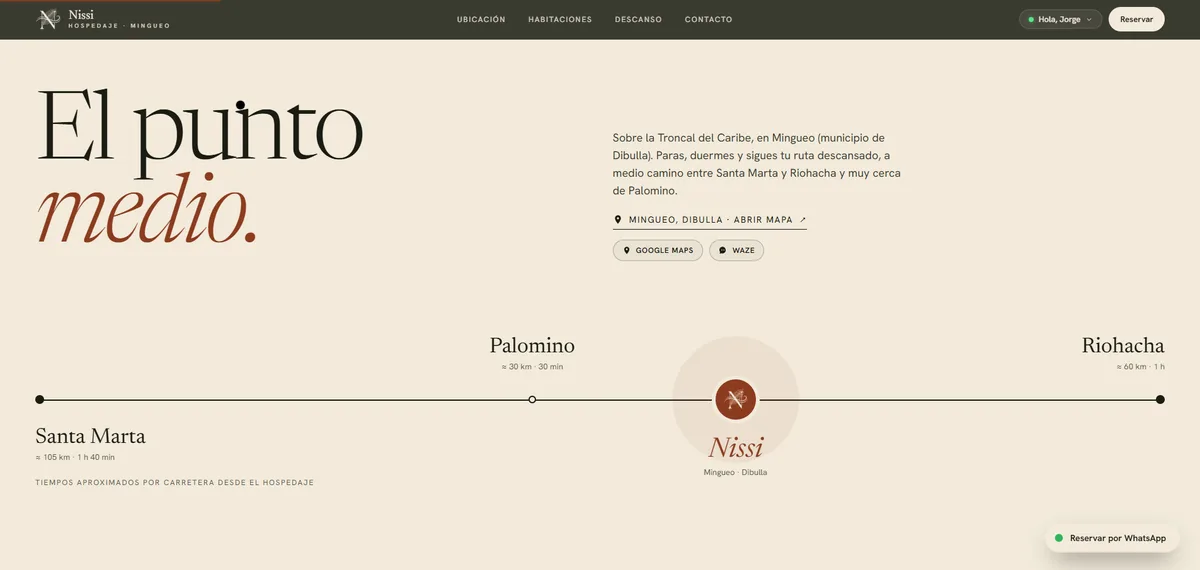 Nissi
HOSPEDAJE · MINGUEO
UBICACIÓN
HABITACIONES
DESCANSO
CONTACTO
Hola, Jorge
Reservar
El punto
medio.
Sobre la Troncal del Caribe, en Mingueo (municipio de
Dibulla). Paras, duermes y sigues tu ruta descansado, a
medio camino entre Santa Marta y Riohacha y muy cerca
de Palomino.
MINGUEO, DIBULLA · ABRIR MAPA ↗
GOOGLE MAPS
WAZE
Palomino
≈ 30 km · 30 min
Riohacha
≈ 60 km · 1 h
Santa Marta
≈ 105 km · 1 h 40 min
Nissi
Mingueo · Dibulla
TIEMPOS APROXIMADOS POR CARRETERA DESDE EL HOSPEDAJE
Reservar por WhatsApp